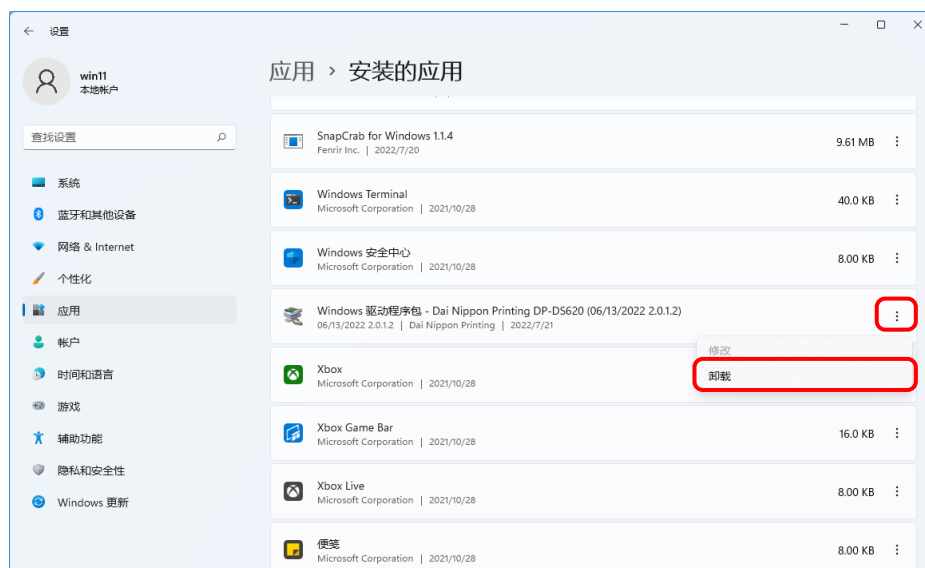 设置
win11
本地帐户
查找设置
系统
蓝牙和其他设备
网络 & Internet
个性化
应用
帐户
时间和语言
游戏
辅助功能
隐私和安全性
Windows 更新
应用 › 安装的应用
SnapCrab for Windows 1.1.4
Fenrir Inc. | 2022/7/20
9.61 MB
Windows Terminal
Microsoft Corporation | 2021/10/28
40.0 KB
Windows 安全中心
Microsoft Corporation | 2021/10/28
8.00 KB
Windows 驱动程序包 - Dai Nippon Printing DP-DS620 (06/13/2022 2.0.1.2)
06/13/2022 2.0.1.2 | Dai Nippon Printing | 2022/7/21
修改
卸载
Xbox
Microsoft Corporation | 2021/10/28
Xbox Game Bar
Microsoft Corporation | 2021/10/28
16.0 KB
Xbox Live
Microsoft Corporation | 2021/10/28
8.00 KB
便笺
Microsoft Corporation | 2021/10/28
8.00 KB